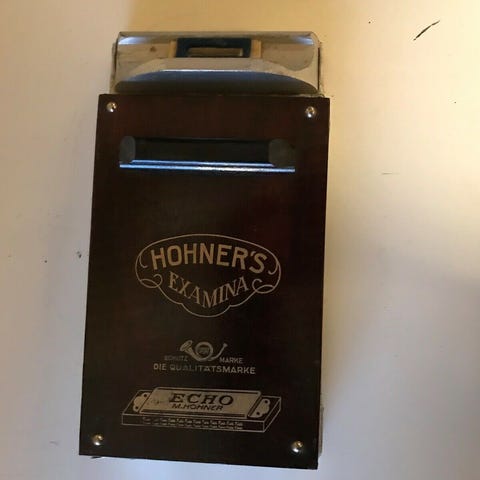 HOHNER'S
EXAMINA
SCHUTZ MARKE
DIE QUALITÄTSMARKE
ECHO
M. HOHNER